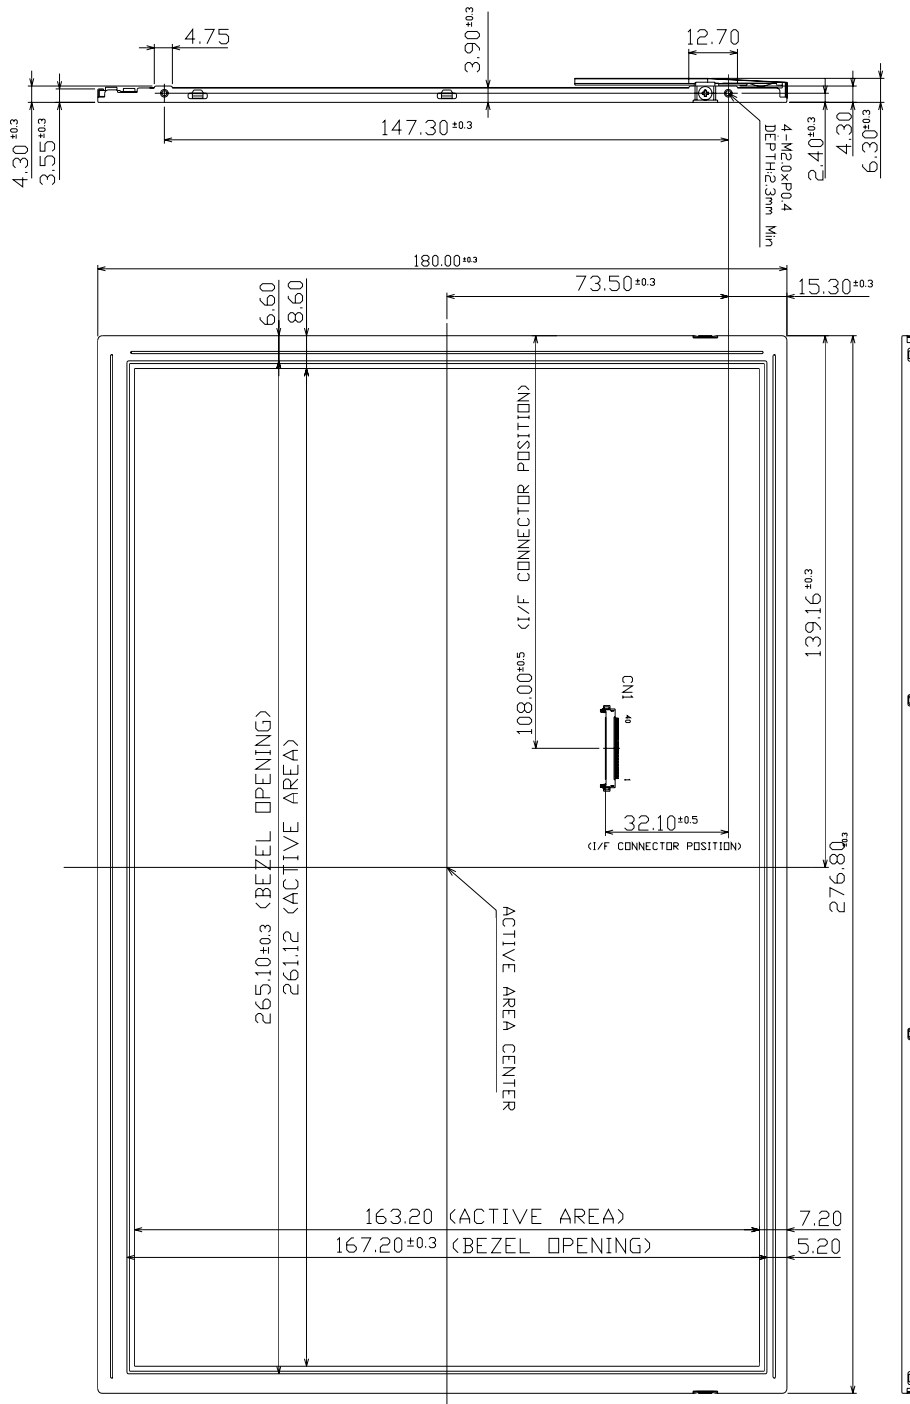 4.75
3.90±0.3
12.70
147.30±0.3
4.30±0.3
3.55±0.3
4-M2.0xP0.4
DEPTH:2.3mm Min
2.40±0.3
4.30
6.30±0.3
180.00±0.3
6.60
8.60
73.50±0.3
15.30±0.3
108.00±0.5 (I/F CONNECTOR POSITION)
139.16±0.3
CN1
40
1
32.10±0.5
(I/F CONNECTOR POSITION)
276.80±0.3
265.10±0.3 (BEZEL OPENING)
261.12 (ACTIVE AREA)
ACTIVE AREA CENTER
163.20 (ACTIVE AREA)
7.20
167.20±0.3 (BEZEL OPENING)
5.20